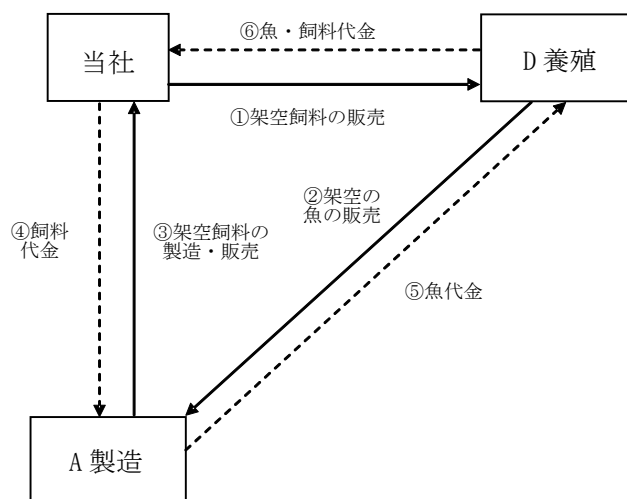 ⑥魚・飼料代金
当社
D 養殖
①架空飼料の販売
②架空の
魚の販売
④飼料
代金
③架空飼料の
製造・販売
⑤魚代金
A 製造